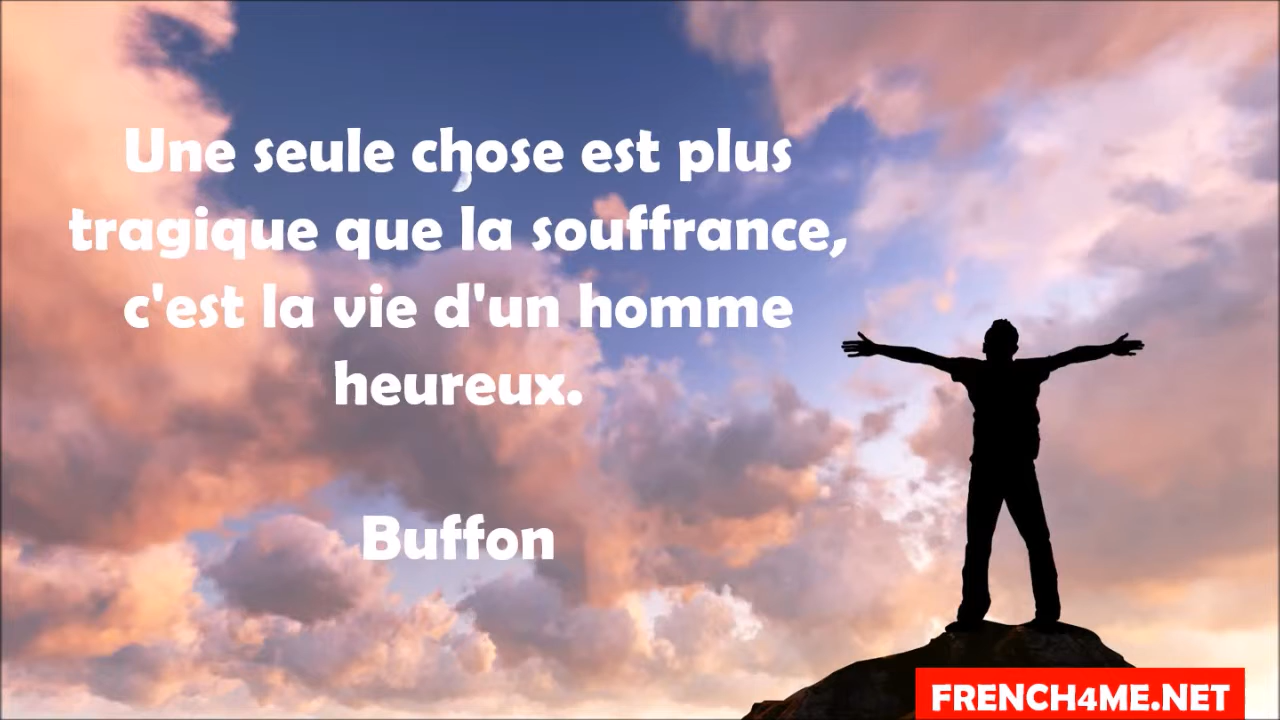 Une seule chose est plus
tragique que la souffrance,
c'est la vie d'un homme
heureux.
Buffon
FRENCH4ME.NET